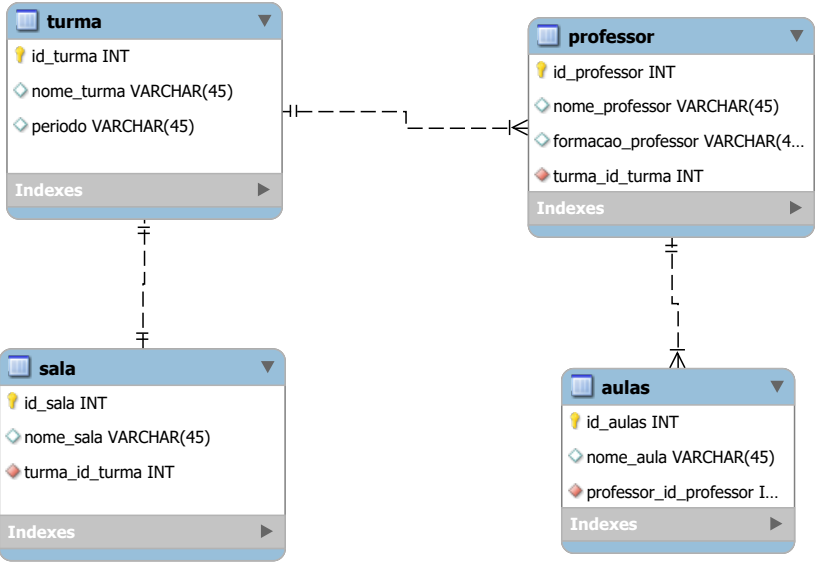 turma
id_turma INT
nome_turma VARCHAR(45)
periodo VARCHAR(45)
Indexes
professor
id_professor INT
nome_professor VARCHAR(45)
formacao_professor VARCHAR(4...
turma_id_turma INT
Indexes
sala
id_sala INT
nome_sala VARCHAR(45)
turma_id_turma INT
Indexes
aulas
id_aulas INT
nome_aula VARCHAR(45)
professor_id_professor I...
Indexes